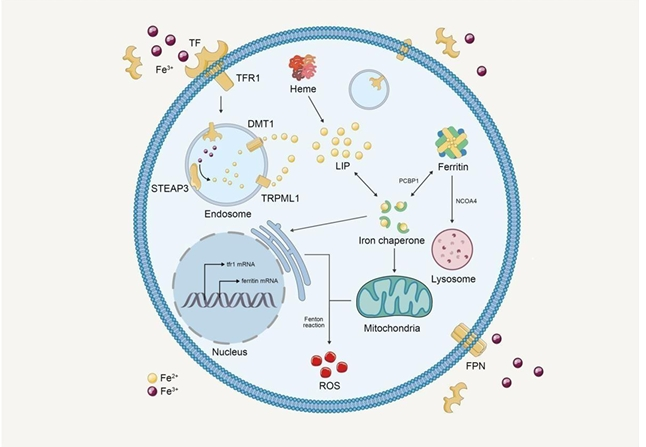 TF
Fe³⁺
TFR1
Heme
DMT1
LIP
Ferritin
PCBP1
STEAP3
TRPML1
NCOA4
Endosome
Iron chaperone
Lysosome
tfr1 mRNA
ferritin mRNA
Fenton
reaction
Mitochondria
Nucleus
FPN
ROS
Fe²⁺
Fe³⁺